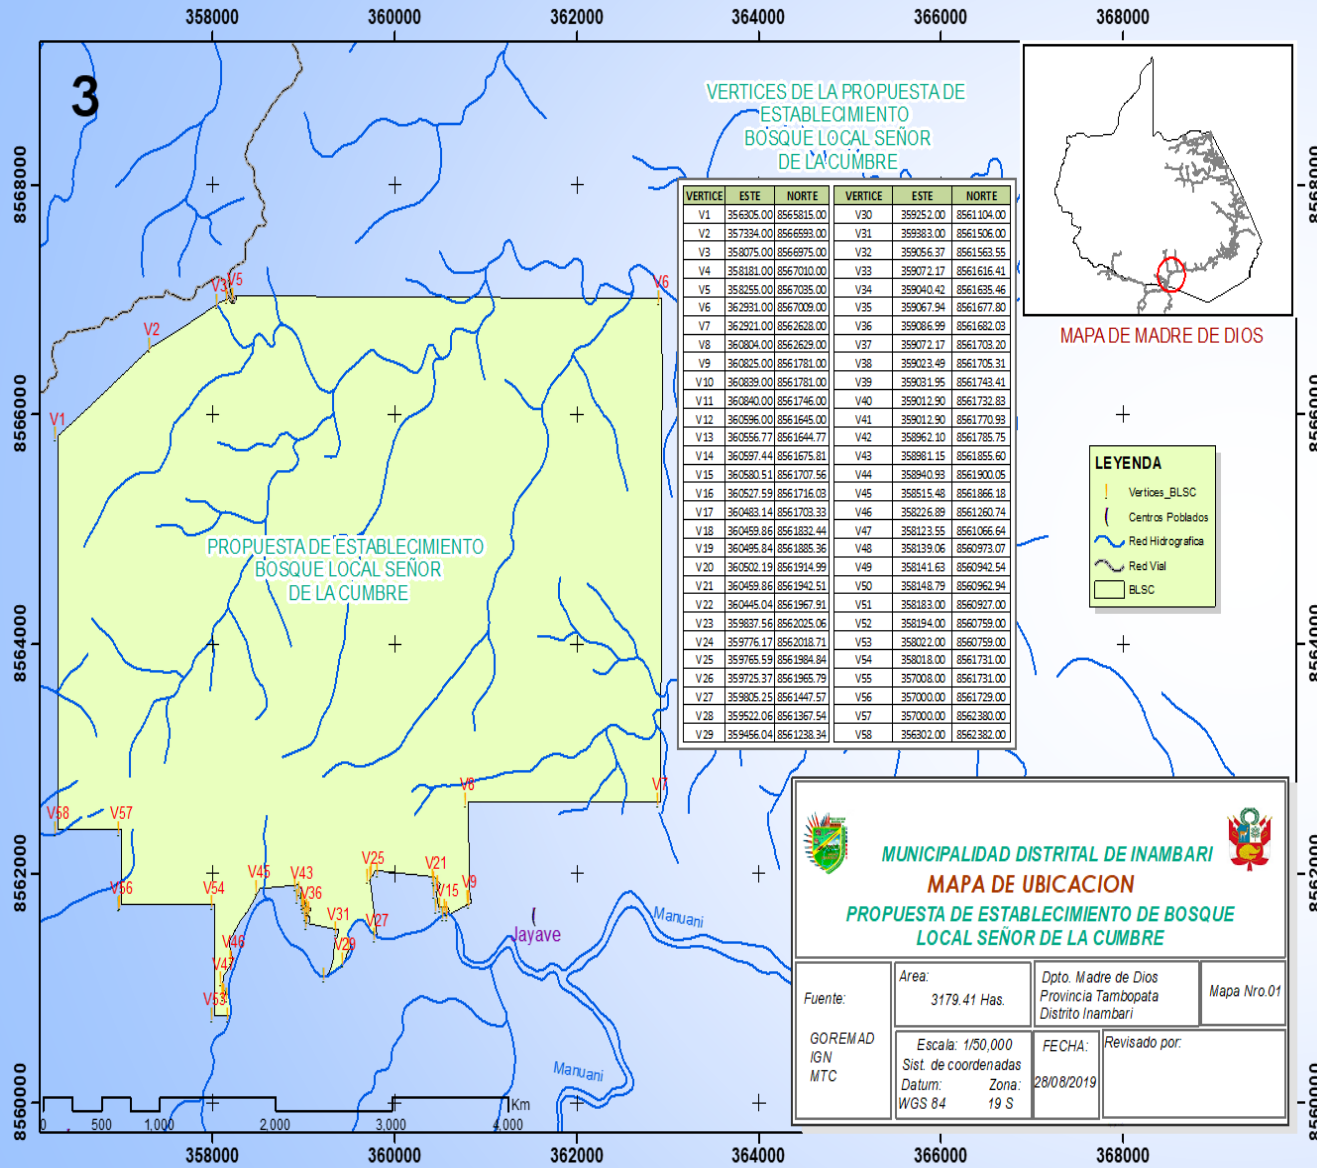 358000 360000 362000 364000 366000 368000
3
VERTICES DE LA PROPUESTA DE
ESTABLECIMIENTO
BOSQUE LOCAL SEÑOR
DE LA CUMBRE
VERTICE ESTE NORTE VERTICE ESTE NORTE
V1 356305.00 8565815.00 V30 359252.00 8561104.00
V2 357334.00 8566593.00 V31 359383.00 8561506.00
V3 358075.00 8566975.00 V32 359056.37 8561563.55
V4 358181.00 8567010.00 V33 359072.17 8561616.41
V5 358255.00 8567035.00 V34 359040.42 8561635.46
V6 362931.00 8567009.00 V35 359067.94 8561677.80
V7 362921.00 8562628.00 V36 359086.99 8561682.03
V8 360804.00 8562629.00 V37 359072.17 8561703.20
V9 360825.00 8561781.00 V38 359023.49 8561705.31
V10 360839.00 8561781.00 V39 359031.95 8561743.41
V11 360840.00 8561746.00 V40 359012.90 8561732.83
V12 360596.00 8561645.00 V41 359012.90 8561770.93
V13 360556.77 8561644.77 V42 358962.10 8561785.75
V14 360597.44 8561675.81 V43 358981.15 8561855.60
V15 360580.51 8561707.56 V44 358940.93 8561900.05
V16 360527.59 8561716.03 V45 358515.48 8561866.18
V17 360483.14 8561703.33 V46 358226.89 8561260.74
V18 360459.86 8561832.44 V47 358123.55 8561066.64
V19 360495.84 8561885.36 V48 358139.06 8560973.07
V20 360502.19 8561914.99 V49 358141.63 8560942.54
V21 360459.86 8561942.51 V50 358148.79 8560962.94
V22 360445.04 8561967.91 V51 358183.00 8560927.00
V23 359837.56 8562025.06 V52 358194.00 8560759.00
V24 359776.17 8562018.71 V53 358022.00 8560759.00
V25 359765.59 8561984.84 V54 358018.00 8561731.00
V26 359725.37 8561965.79 V55 357008.00 8561731.00
V27 359805.25 8561447.57 V56 357000.00 8561729.00
V28 359522.06 8561367.54 V57 357000.00 8562380.00
V29 359456.04 8561238.34 V58 356302.00 8562382.00
MAPA DE MADRE DE DIOS
8568000
8568000
V3 V5
V6
V2
V1
8566000
8566000
LEYENDA
Vertices_BLSC
Centros Poblados
Red Hidrografica
Red Vial
BLSC
PROPUESTA DE ESTABLECIMIENTO
BOSQUE LOCAL SEÑOR
DE LA CUMBRE
8564000
8564000
V8
V7
V58
V57
V25
V21
V45
V43
V36
V15
V9
V56
V54
V31
V27
V29
V46
V47
V53
8562000
8562000
Jayave
Manuani
Manuani
MUNICIPALIDAD DISTRITAL DE INAMBARI
MAPA DE UBICACION
PROPUESTA DE ESTABLECIMIENTO DE BOSQUE
LOCAL SEÑOR DE LA CUMBRE
Fuente:
GOREMAD
IGN
MTC
Area:
3179.41 Has.
Dpto. Madre de Dios
Provincia Tambopata
Distrito Inambari
Mapa Nro.01
Escala: 1/50,000
Sist. de coordenadas
Datum: Zona:
WGS 84 19 S
FECHA:
28/08/2019
Revisado por:
8560000
8560000
0 500 1,000 2,000 3,000 4,000
Km
358000 360000 362000 364000 366000 368000